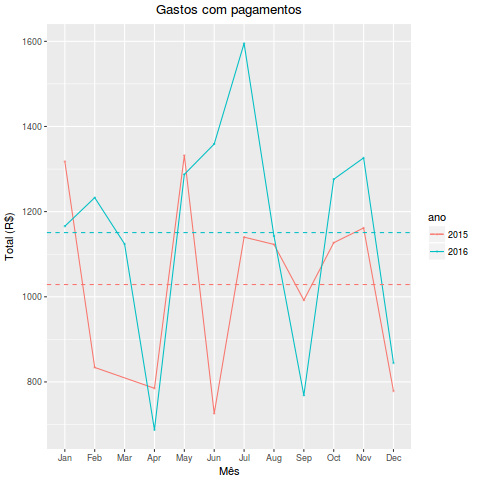 Gastos com pagamentos
Total (R$)
1600
1400
1200
1000
800
Jan Feb Mar Apr May Jun Jul Aug Sep Oct Nov Dec
Mês
ano
2015
2016